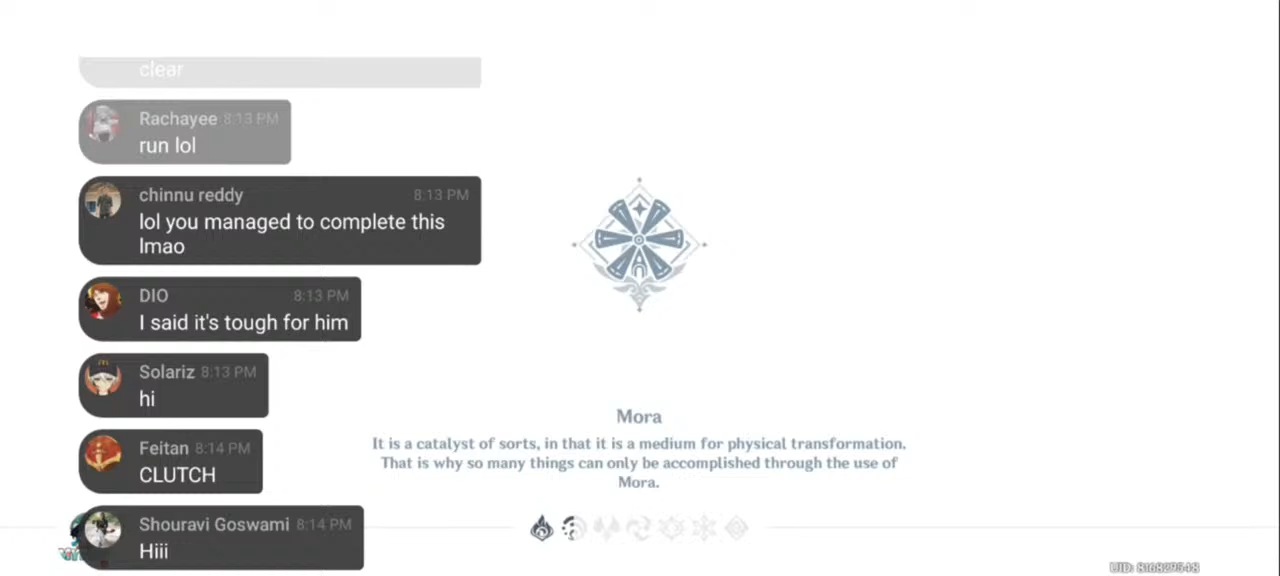 clear
Rachayee 8:13 PM
run lol
chinnu reddy 8:13 PM
lol you managed to complete this
lmao
DIO 8:13 PM
I said it's tough for him
Solariz 8:13 PM
hi
Feitan 8:14 PM
CLUTCH
Shouravi Goswami 8:14 PM
Hiii
Mora
It is a catalyst of sorts, in that it is a medium for physical transformation.
That is why so many things can only be accomplished through the use of
Mora.
UID: 816829548